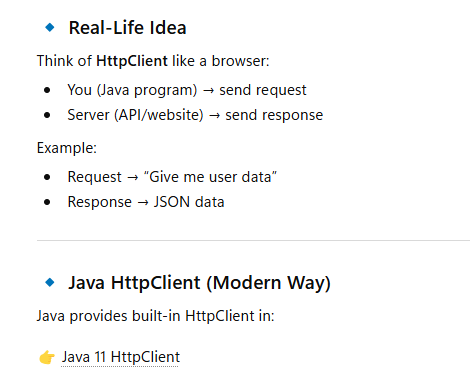 🔹 Real-Life Idea
Think of HttpClient like a browser:
• You (Java program) → send request
• Server (API/website) → send response
Example:
• Request → “Give me user data”
• Response → JSON data
🔹 Java HttpClient (Modern Way)
Java provides built-in HttpClient in:
👉 Java 11 HttpClient